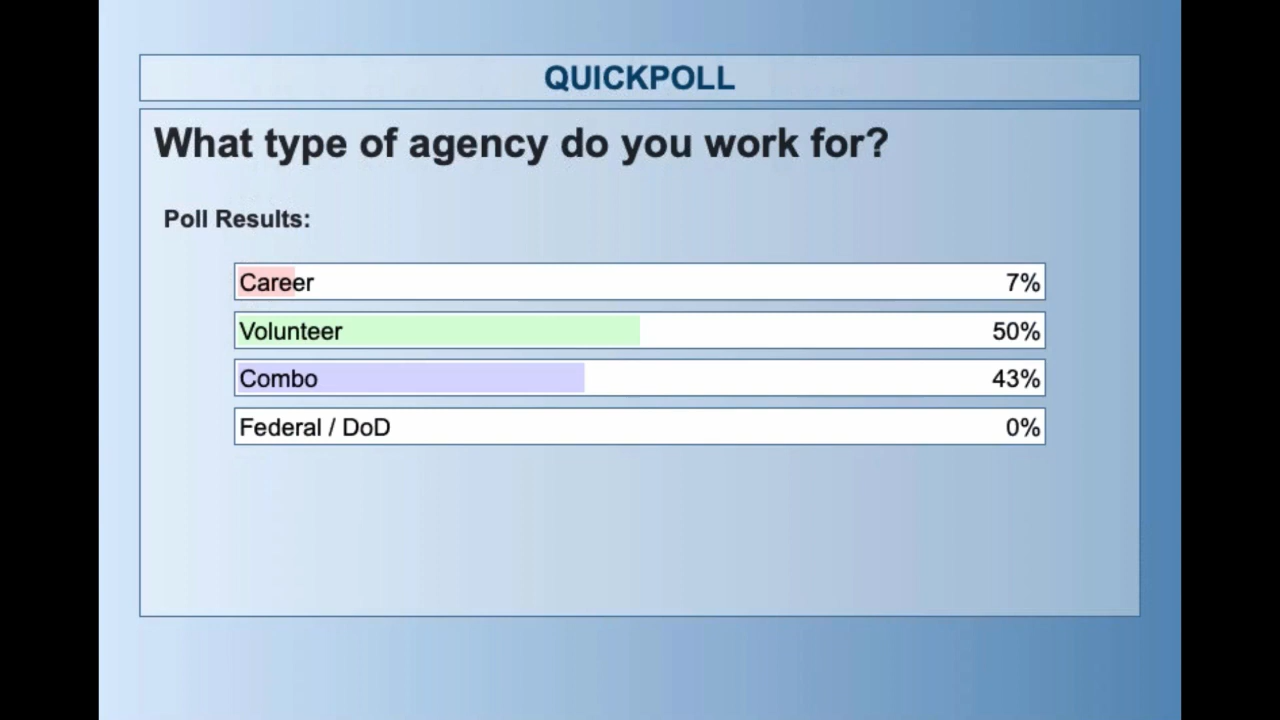 QUICKPOLL
What type of agency do you work for?
Poll Results:
Career 7%
Volunteer 50%
Combo 43%
Federal / DoD 0%